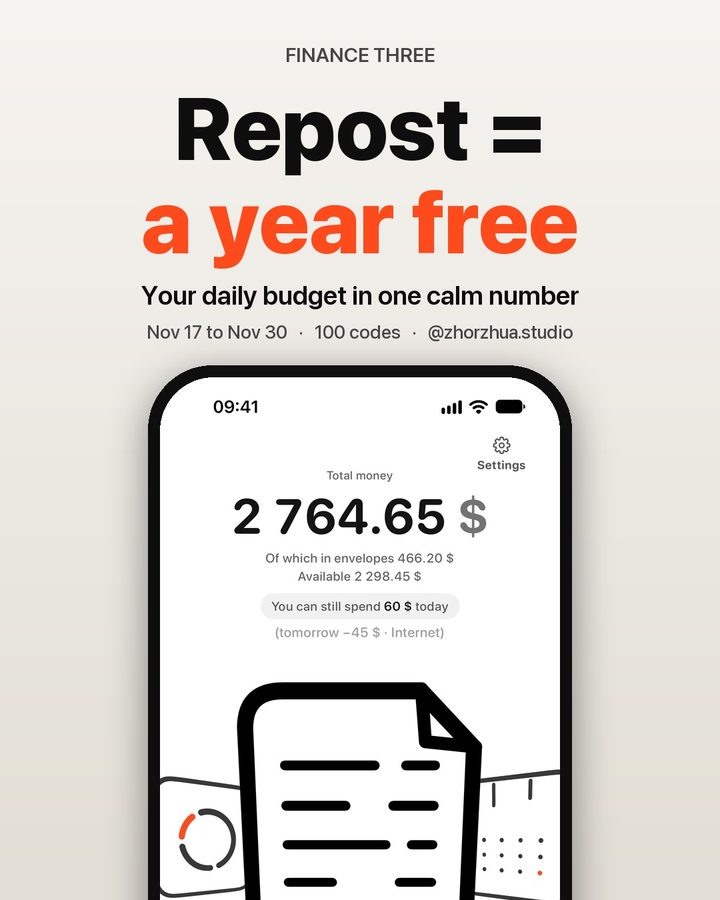 FINANCE THREE
Repost =
a year free
Your daily budget in one calm number
Nov 17 to Nov 30 · 100 codes · @zhorzhua.studio
09:41
Settings
Total money
2 764.65 $
Of which in envelopes 466.20 $
Available 2 298.45 $
You can still spend 60 $ today
(tomorrow −45 $ · Internet)